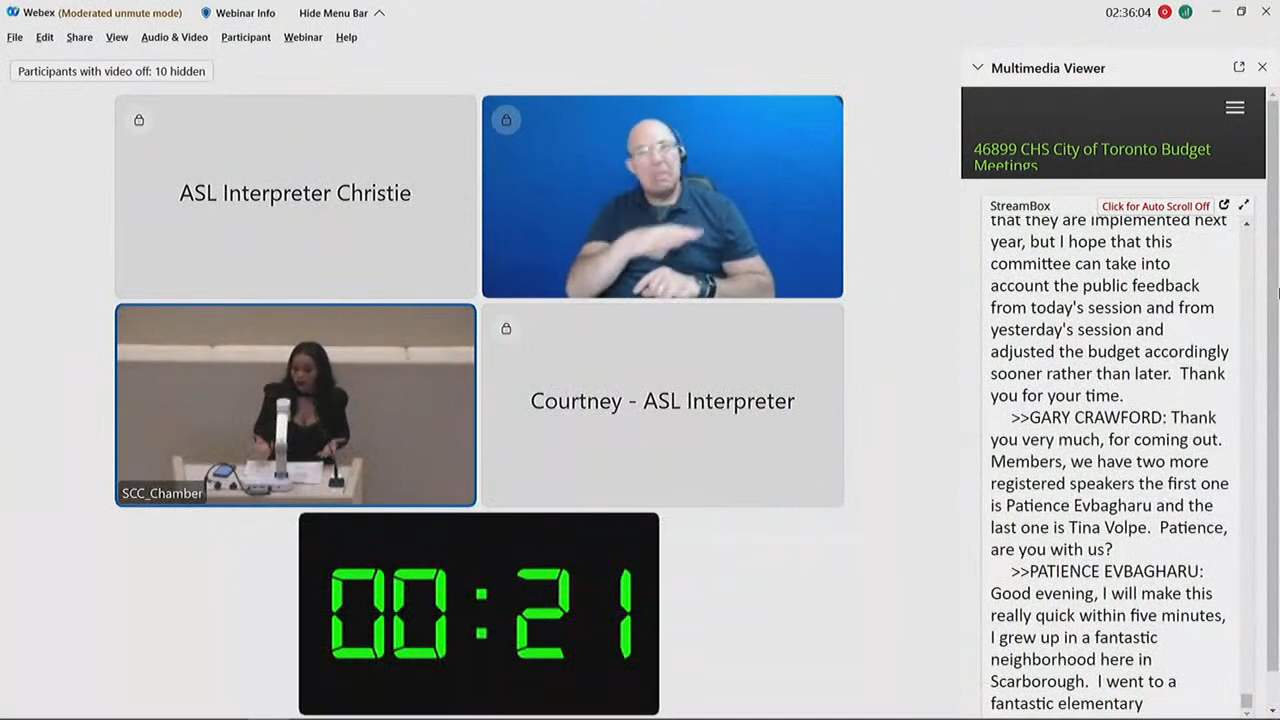 Webex (Moderated unmute mode) Webinar Info Hide Menu Bar 02:36:04
File Edit Share View Audio & Video Participant Webinar Help
Participants with video off: 10 hidden
Multimedia Viewer
ASL Interpreter Christie
46899 CHS City of Toronto Budget
Meetings
StreamBox Click for Auto Scroll Off
that they are implemented next
year, but I hope that this
committee can take into
account the public feedback
from today's session and from
yesterday's session and
adjusted the budget accordingly
sooner rather than later. Thank
you for your time.
>>GARY CRAWFORD: Thank
you very much, for coming out.
Members, we have two more
registered speakers the first one
is Patience Evbagharu and the
last one is Tina Volpe. Patience,
are you with us?
>>PATIENCE EVBAGHARU:
Good evening, I will make this
really quick within five minutes,
I grew up in a fantastic
neighborhood here in
Scarborough. I went to a
fantastic elementary
Courtney - ASL Interpreter
SCC_Chamber
00:21